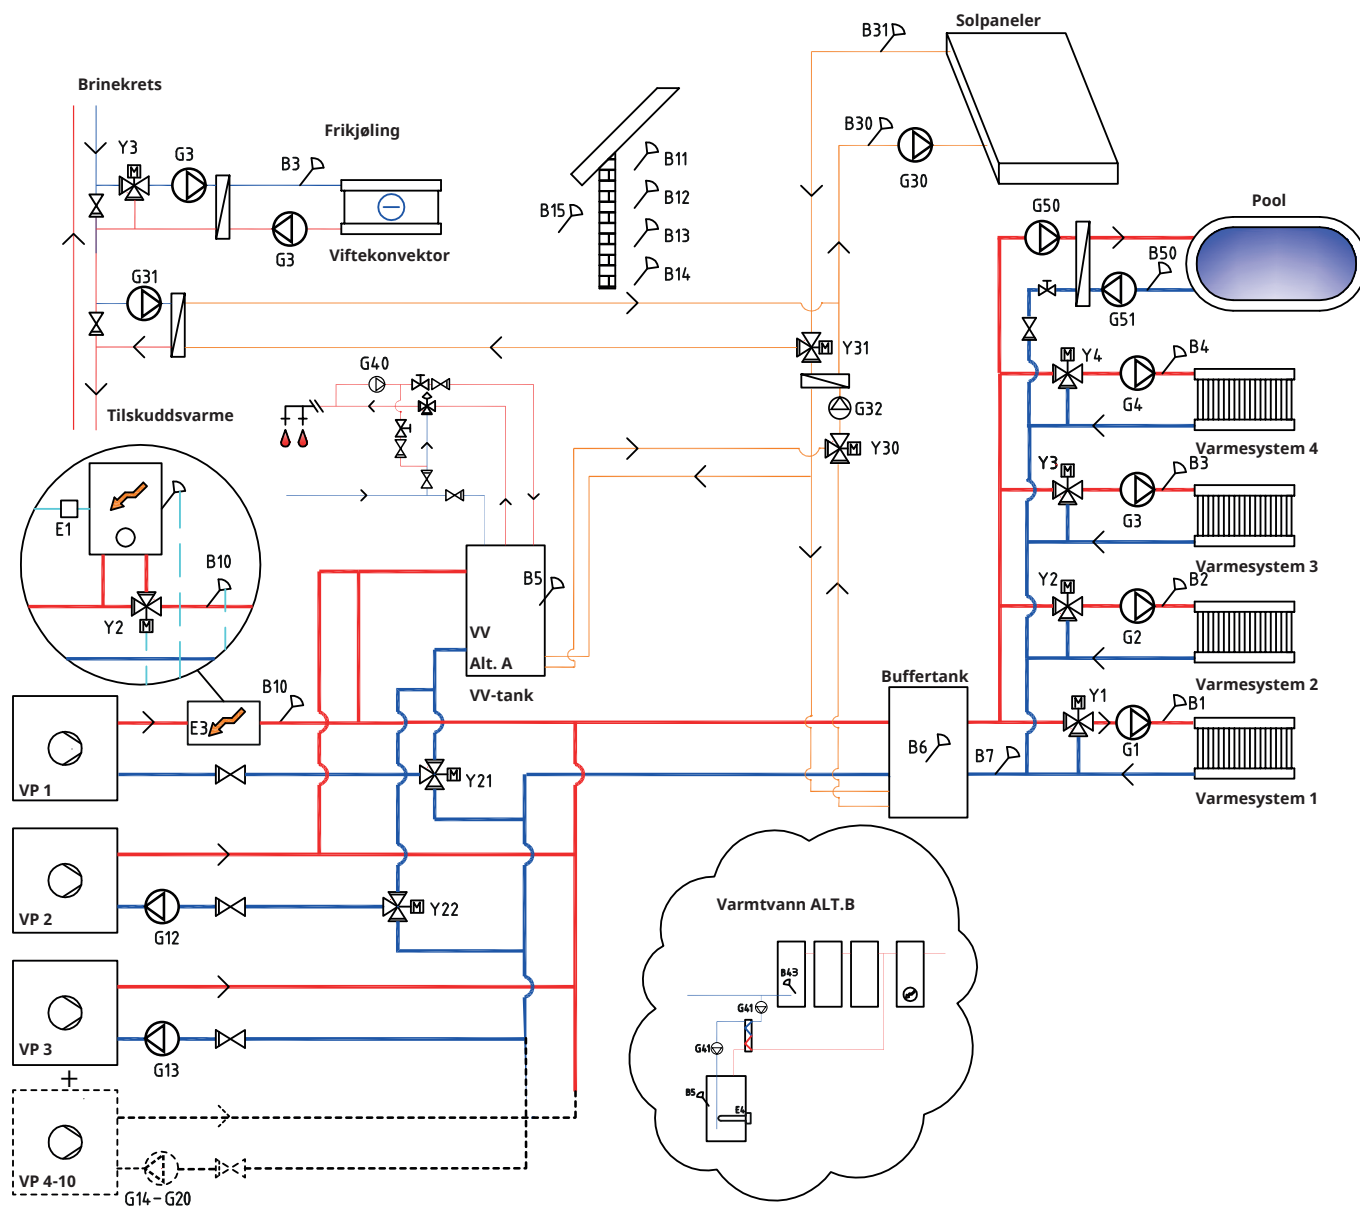 Solpaneler
B31
Brinekrets
Frikjøling
Y3
G3
B3
B11
B30
G30
B12
B15
B13
B14
G3
Viftekonvektor
G31
G50
Pool
B50
G51
Y31
G40
G32
Y4
B4
G4
Varmesystem 4
Tilskuddsvarme
Y30
E1
B10
Y2
Y3
B3
G3
Varmesystem 3
B5
VV
Alt. A
VV-tank
Y2
B2
G2
Varmesystem 2
Buffertank
B10
E3
B6
B7
Y1
B1
G1
Varmesystem 1
VP 1
Y21
VP 2
G12
Y22
Varmtvann ALT.B
B43
G41
G41
B5
E4
VP 3
G13
+
VP 4-10
G14-G20
M
M
M
M
M
M
M
M
M
M